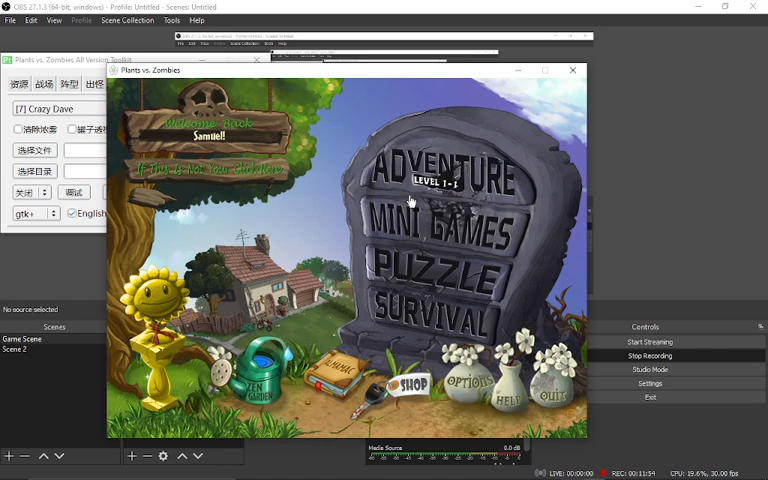 OBS 27.1.3 (64-bit, windows) - Profile: Untitled - Scenes: Untitled
File Edit View Profile Scene Collection Tools Help
Plants vs. Zombies All Version Toolkit
资源 战场 阵型 出怪
[7] Crazy Dave
清除浓雾 罐子透视
选择文件
选择目录
关闭 调试
gtk+ English
Plants vs. Zombies
Welcome Back
Samuel!
If This Is Not You Click Here
ADVENTURE
LEVEL 1-1
MINI GAMES
PUZZLE
SURVIVAL
ZEN GARDEN
ALMANAC
SHOP
OPTIONS
HELP
QUIT
No source selected
Scenes
Game Scene
Scene 2
Controls
Start Streaming
Stop Recording
Studio Mode
Settings
Exit
Media Source 0.0 dB
LIVE: 00:00:00 REC: 00:11:54 CPU: 19.6%, 30.00 fps